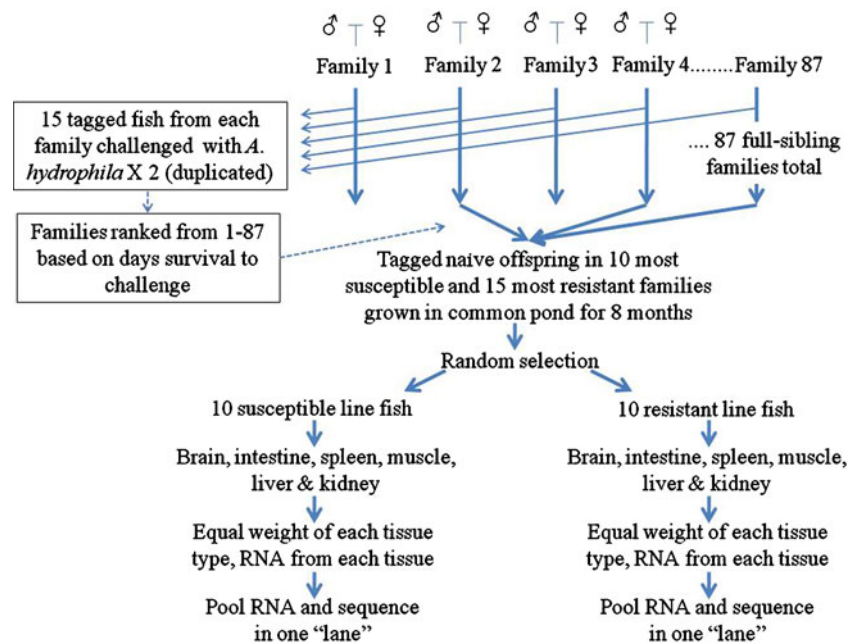 ♂ ┬ ♀ ♂ ┬ ♀ ♂ ┬ ♀ ♂ ┬ ♀
Family 1 Family 2 Family 3 Family 4........Family 87
15 tagged fish from each
family challenged with A.
hydrophila X 2 (duplicated)
.... 87 full-sibling
families total
Families ranked from 1-87
based on days survival to
challenge
Tagged naïve offspring in 10 most
susceptible and 15 most resistant families
grown in common pond for 8 months
Random selection
10 susceptible line fish
10 resistant line fish
Brain, intestine, spleen, muscle,
liver & kidney
Brain, intestine, spleen, muscle,
liver & kidney
Equal weight of each tissue
type, RNA from each tissue
Equal weight of each tissue
type, RNA from each tissue
Pool RNA and sequence
in one “lane”
Pool RNA and sequence
in one “lane”